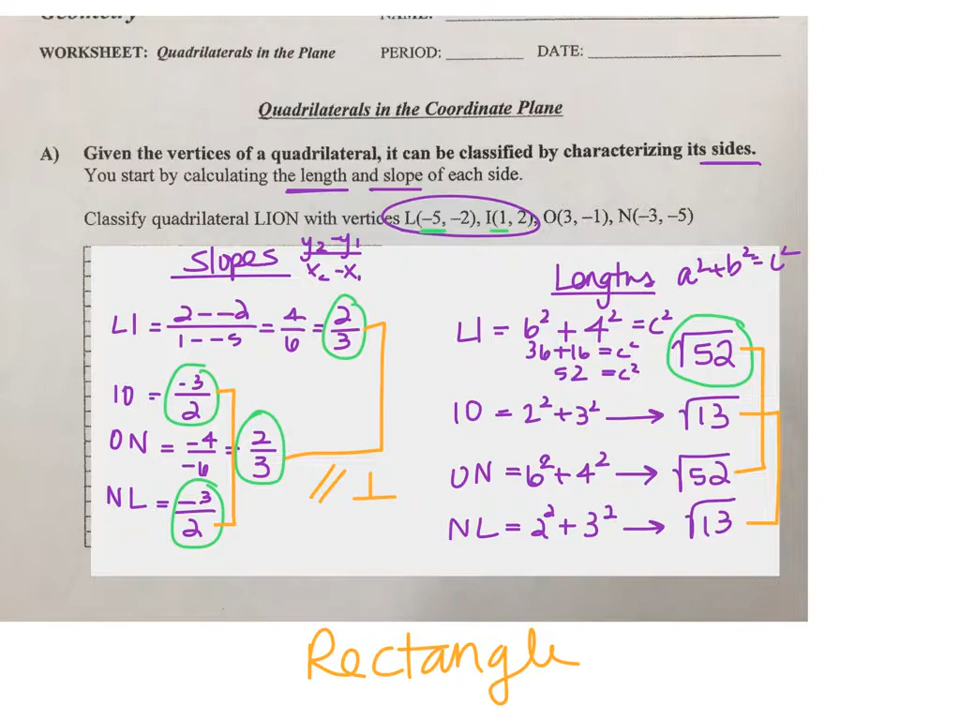 Geometry NAME: ____________
WORKSHEET: Quadrilaterals in the Plane PERIOD: ________ DATE: ____________
Quadrilaterals in the Coordinate Plane
A) Given the vertices of a quadrilateral, it can be classified by characterizing its sides.
You start by calculating the length and slope of each side.
Classify quadrilateral LION with vertices L(−5, −2), I(1, 2), O(3, −1), N(−3, −5)
Slopes y₂-y₁/x₂-x₁
LI = 2--2/1--5 = 4/6 = 2/3
IO = -3/2
ON = -4/-6 = 2/3
NL = -3/2
// ⊥
Lengths a²+b²=c²
LI = 6²+4²=c² √52
36+16=c²
52=c²
IO = 2²+3² → √13
ON = 6²+4² → √52
NL = 2²+3² → √13
Rectangle